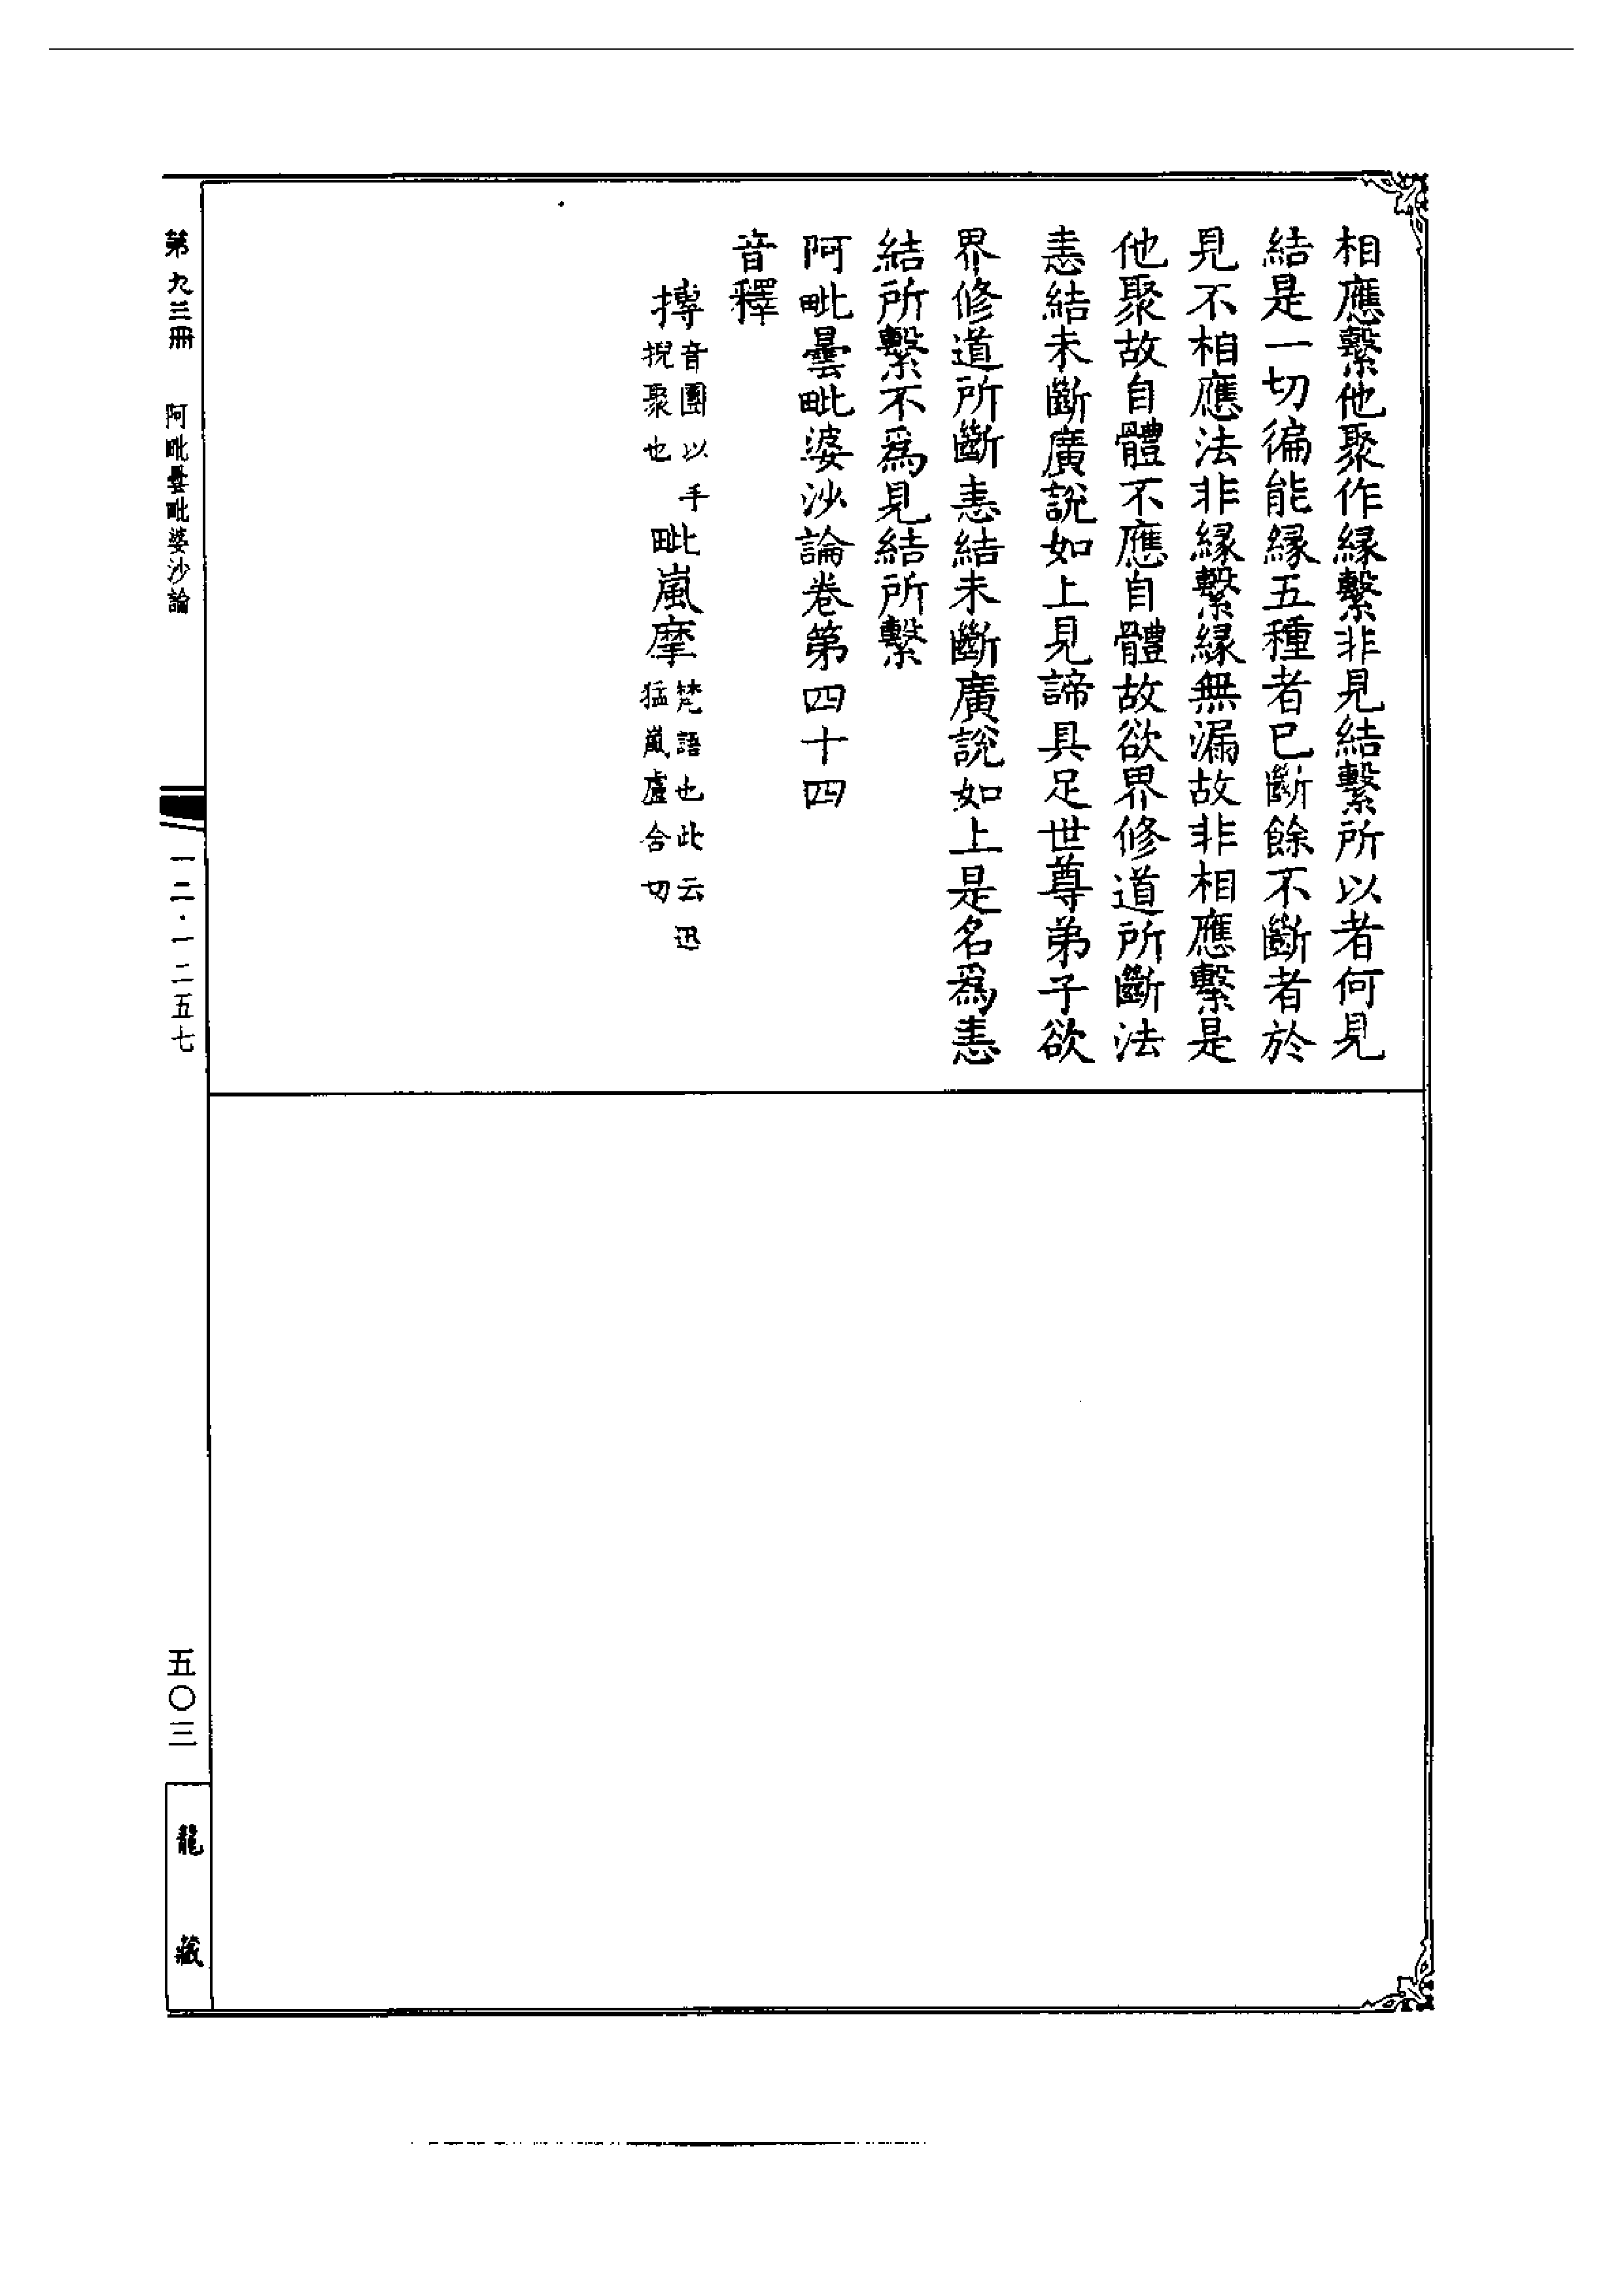 相應繫他聚作緣繫非見結繫所以者何見
結是一切徧能緣五種者已斷餘不斷者於
見不相應法非緣繫緣無漏故非相應繫是
他聚故自體不應自體故欲界修道所斷法
恚結未斷廣說如上見諦具足世尊弟子欲
界修道所斷恚結未斷廣說如上是名爲恚
結所繫不爲見結所繫
阿毗曇毗婆沙論卷第四十四
音釋
摶音團以手捉聚也毗嵐摩梵語也此云迅猛嵐盧含切
第九三冊 阿毗曇毗婆沙論
一二·一二五七
五〇三
龍藏